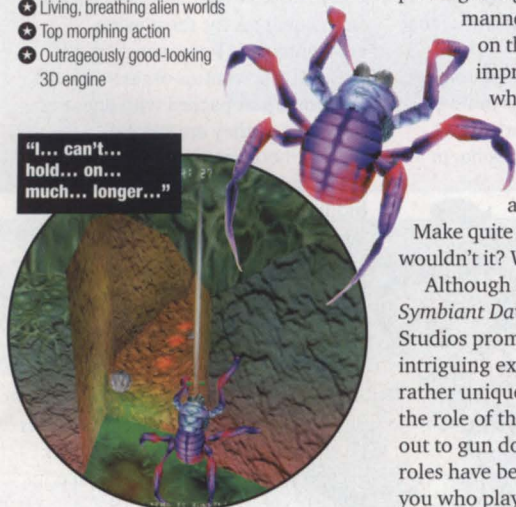 Living, breathing alien worlds
Top morphing action
Outrageously good-looking
3D engine
"I... can't...
hold... on...
much... longer..."
manne
on th
impr
wh
a
Make quite
wouldn't it? W
Although
Symbiant Da
Studios prom
intriguing ex
rather unique
the role of th
out to gun do
roles have be
you who play